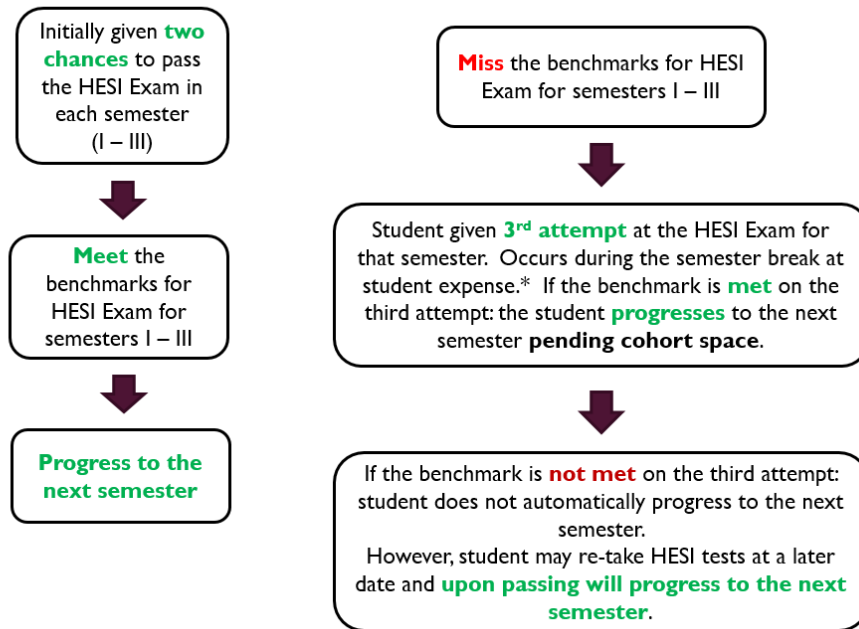 Initially given two
chances to pass
the HESI Exam in
each semester
(I – III)
Meet the
benchmarks for
HESI Exam for
semesters I – III
Progress to the
next semester
Miss the benchmarks for HESI
Exam for semesters I – III
Student given 3rd attempt at the HESI Exam for
that semester. Occurs during the semester break at
student expense.* If the benchmark is met on the
third attempt: the student progresses to the next
semester pending cohort space.
If the benchmark is not met on the third attempt:
student does not automatically progress to the next
semester.
However, student may re-take HESI tests at a later
date and upon passing will progress to the next
semester.